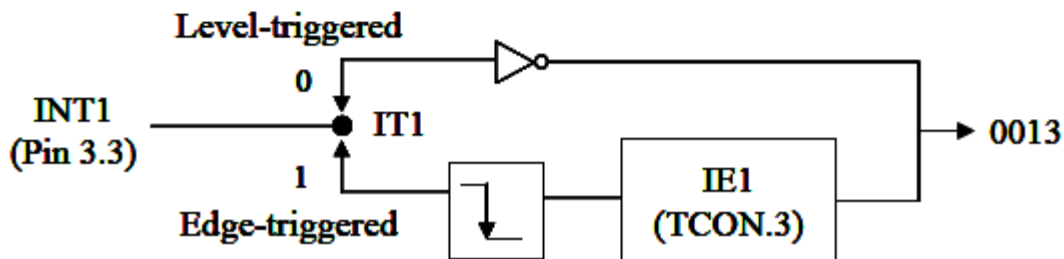 Level-triggered
0
INT1
(Pin 3.3)
IT1
0013
1
IE1
(TCON.3)
Edge-triggered